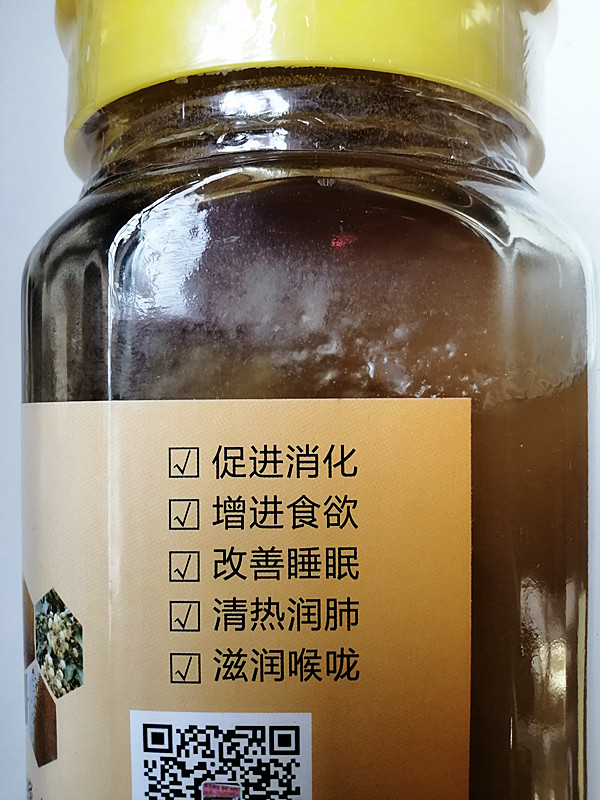 ☑ 促进消化
☑ 增进食欲
☑ 改善睡眠
☑ 清热润肺
☑ 滋润喉咙